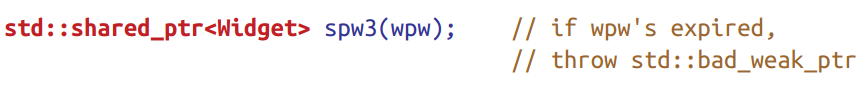 std::shared_ptr<Widget> spw3(wpw);    // if wpw's expired,
                                      // throw std::bad_weak_ptr